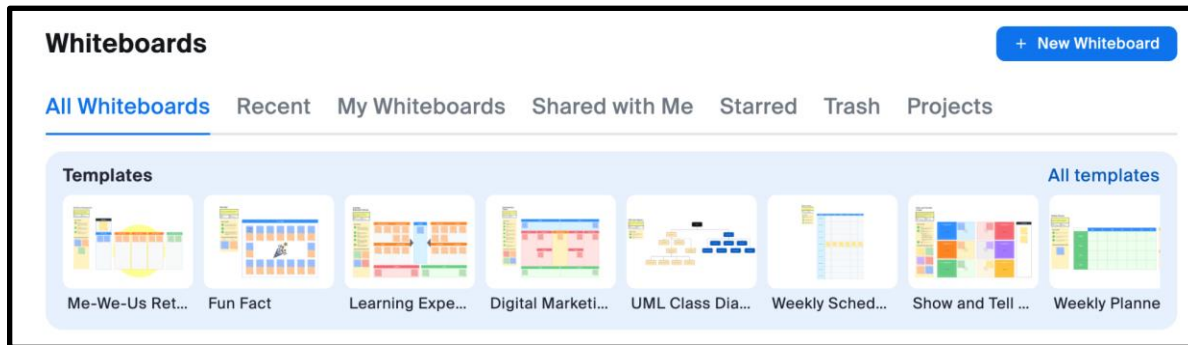 Whiteboards
+ New Whiteboard
All Whiteboards Recent My Whiteboards Shared with Me Starred Trash Projects
Templates All templates
Me-We-Us Ret... Fun Fact Learning Expe... Digital Marketi... UML Class Dia... Weekly Sched... Show and Tell ... Weekly Planne